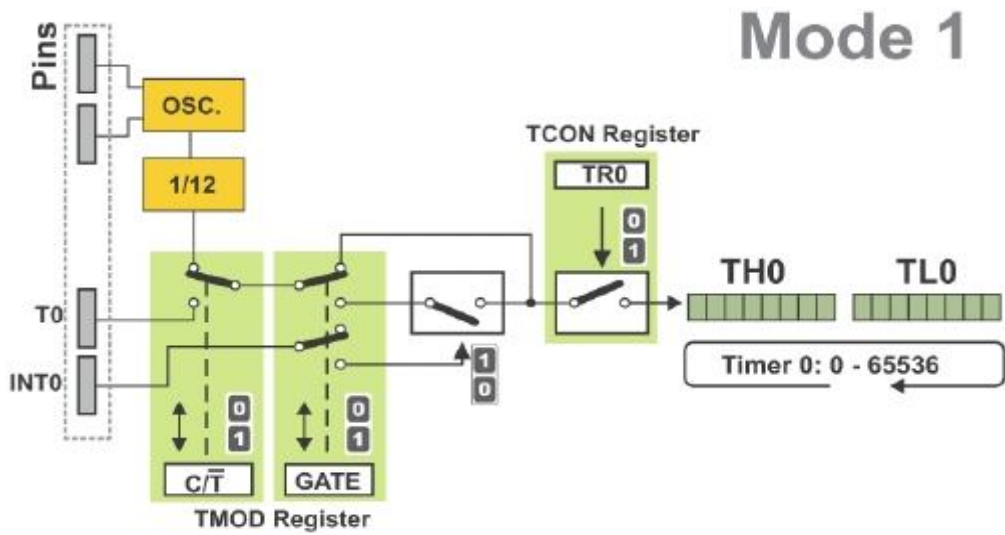 Mode 1
Pins
OSC.
1/12
TCON Register
TR0
0
1
TH0
TL0
T0
INT0
1
0
Timer 0: 0 - 65536
0
1
0
1
C/T̅
GATE
TMOD Register